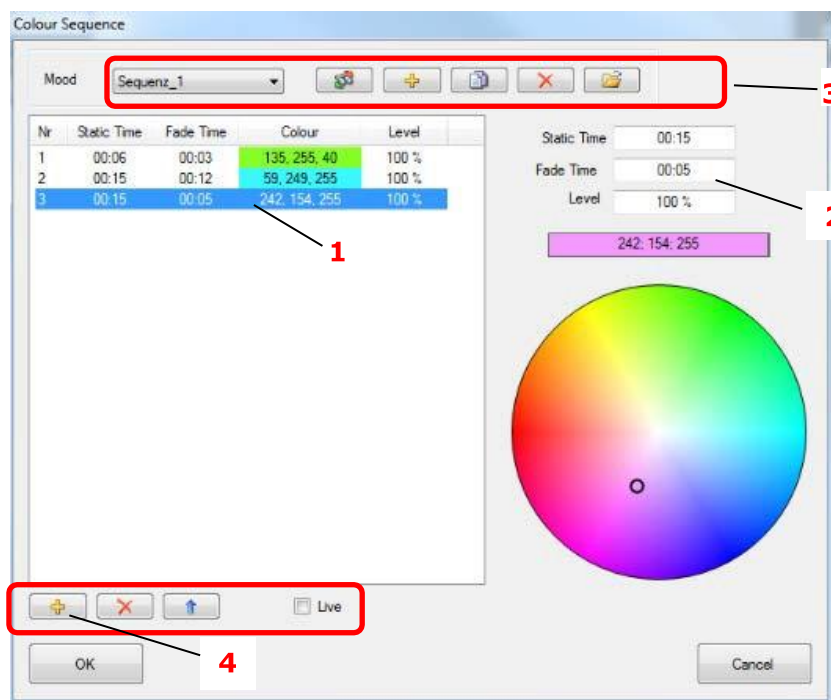 Colour Sequence
Mood Sequenz_1
3
Nr Static Time Fade Time Colour Level
1 00:06 00:03 135, 255, 40 100 %
2 00:15 00:12 59, 249, 255 100 %
3 00:15 00:05 242, 154, 255 100 %
1
Static Time 00:15
Fade Time 00:05
Level 100 %
2
242; 154; 255
Live
4
OK
Cancel